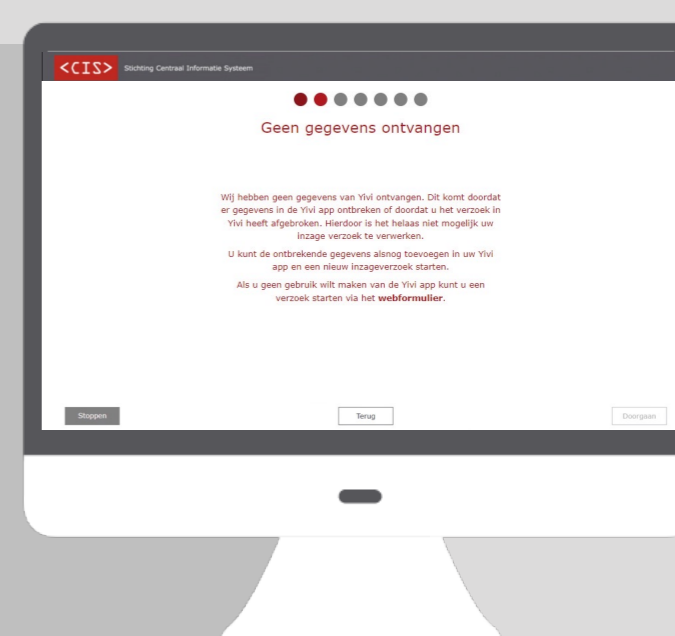 <CIS> Stichting Centraal Informatie Systeem
Geen gegevens ontvangen
Wij hebben geen gegevens van Yivi ontvangen. Dit komt doordat
er gegevens in de Yivi app ontbreken of doordat u het verzoek in
Yivi heeft afgebroken. Hierdoor is het helaas niet mogelijk uw
inzage verzoek te verwerken.
U kunt de ontbrekende gegevens alsnog toevoegen in uw Yivi
app en een nieuw inzageverzoek starten.
Als u geen gebruik wilt maken van de Yivi app kunt u een
verzoek starten via het webformulier.
Stoppen
Terug
Doorgaan